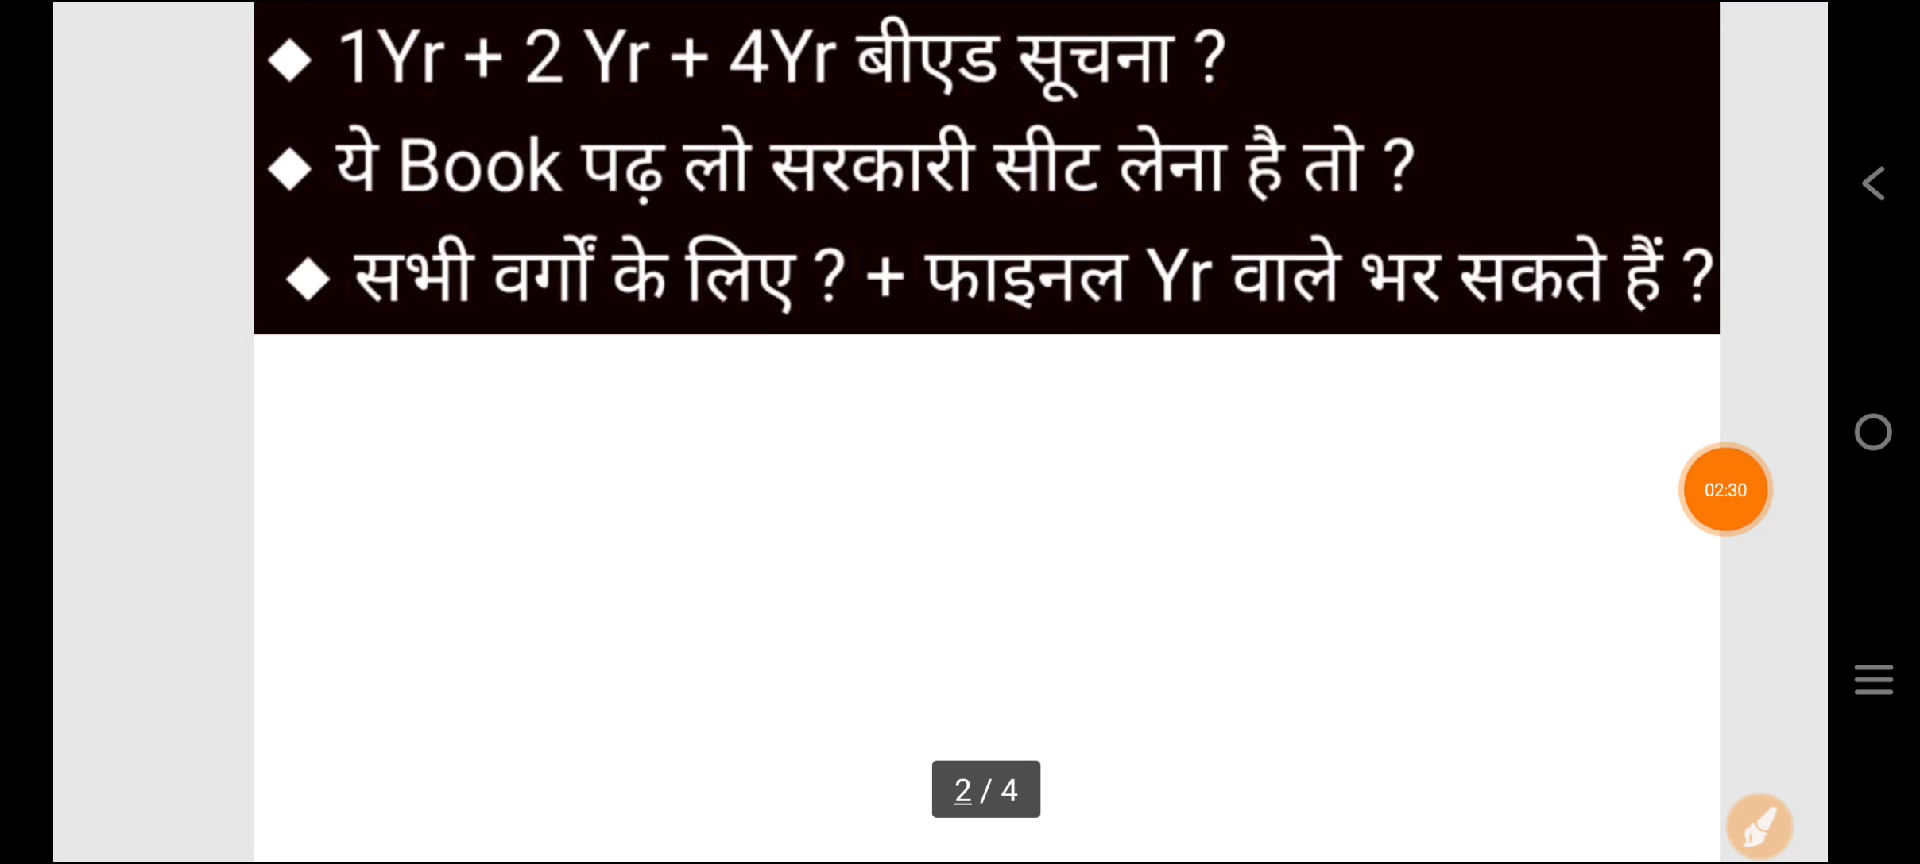 ◆ 1Yr + 2 Yr + 4Yr बीएड सूचना ?
◆ ये Book पढ़ लो सरकारी सीट लेना है तो ?
◆ सभी वर्गों के लिए ? + फाइनल Yr वाले भर सकते हैं ?
02:30
2 / 4